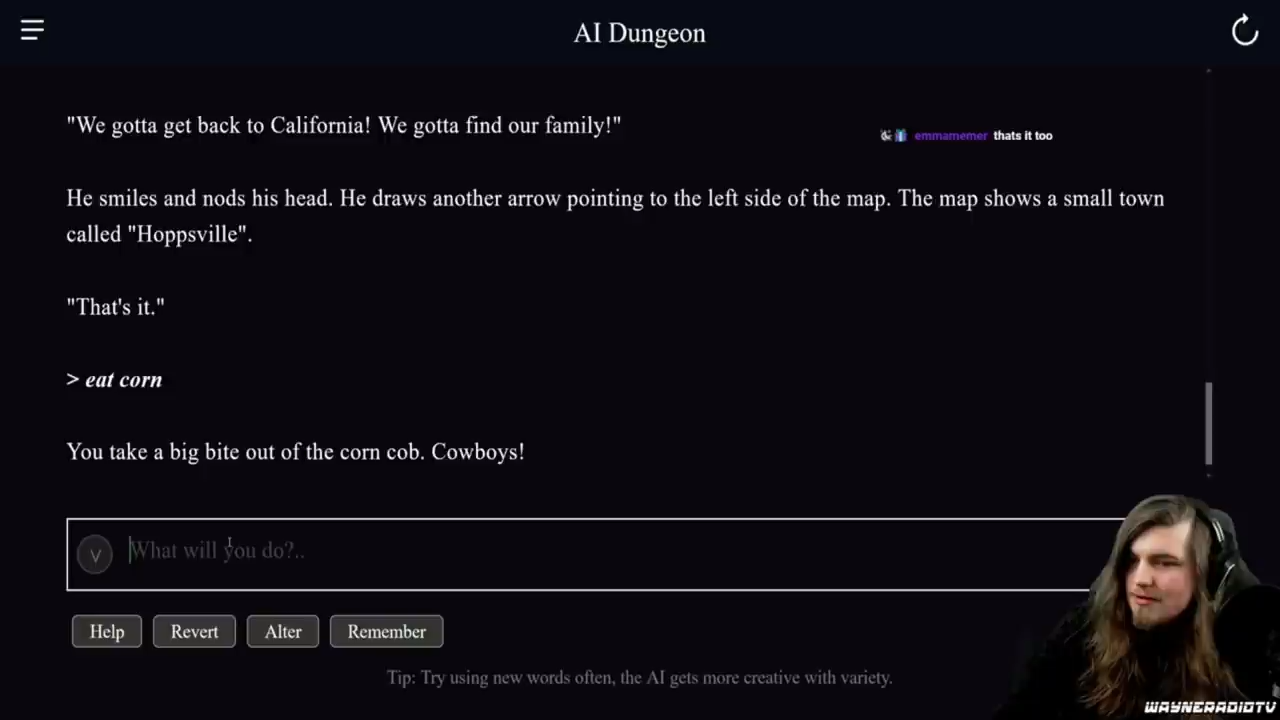 AI Dungeon
"We gotta get back to California! We gotta find our family!"
emmamemer thats it too
He smiles and nods his head. He draws another arrow pointing to the left side of the map. The map shows a small town
called "Hoppsville".
"That's it."
> eat corn
You take a big bite out of the corn cob. Cowboys!
V What will you do?..
Help Revert Alter Remember
Tip: Try using new words often, the AI gets more creative with variety.
WAYNERADIOTV